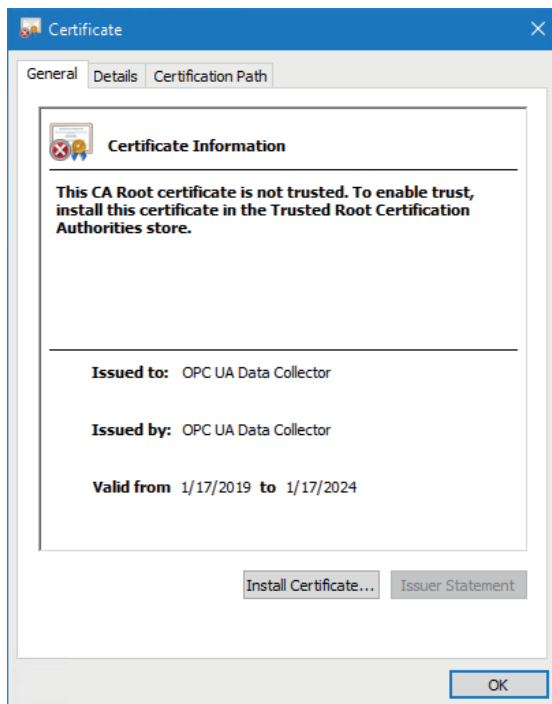 Certificate
General Details Certification Path
Certificate Information
This CA Root certificate is not trusted. To enable trust,
install this certificate in the Trusted Root Certification
Authorities store.
Issued to: OPC UA Data Collector
Issued by: OPC UA Data Collector
Valid from 1/17/2019 to 1/17/2024
Install Certificate... Issuer Statement
OK